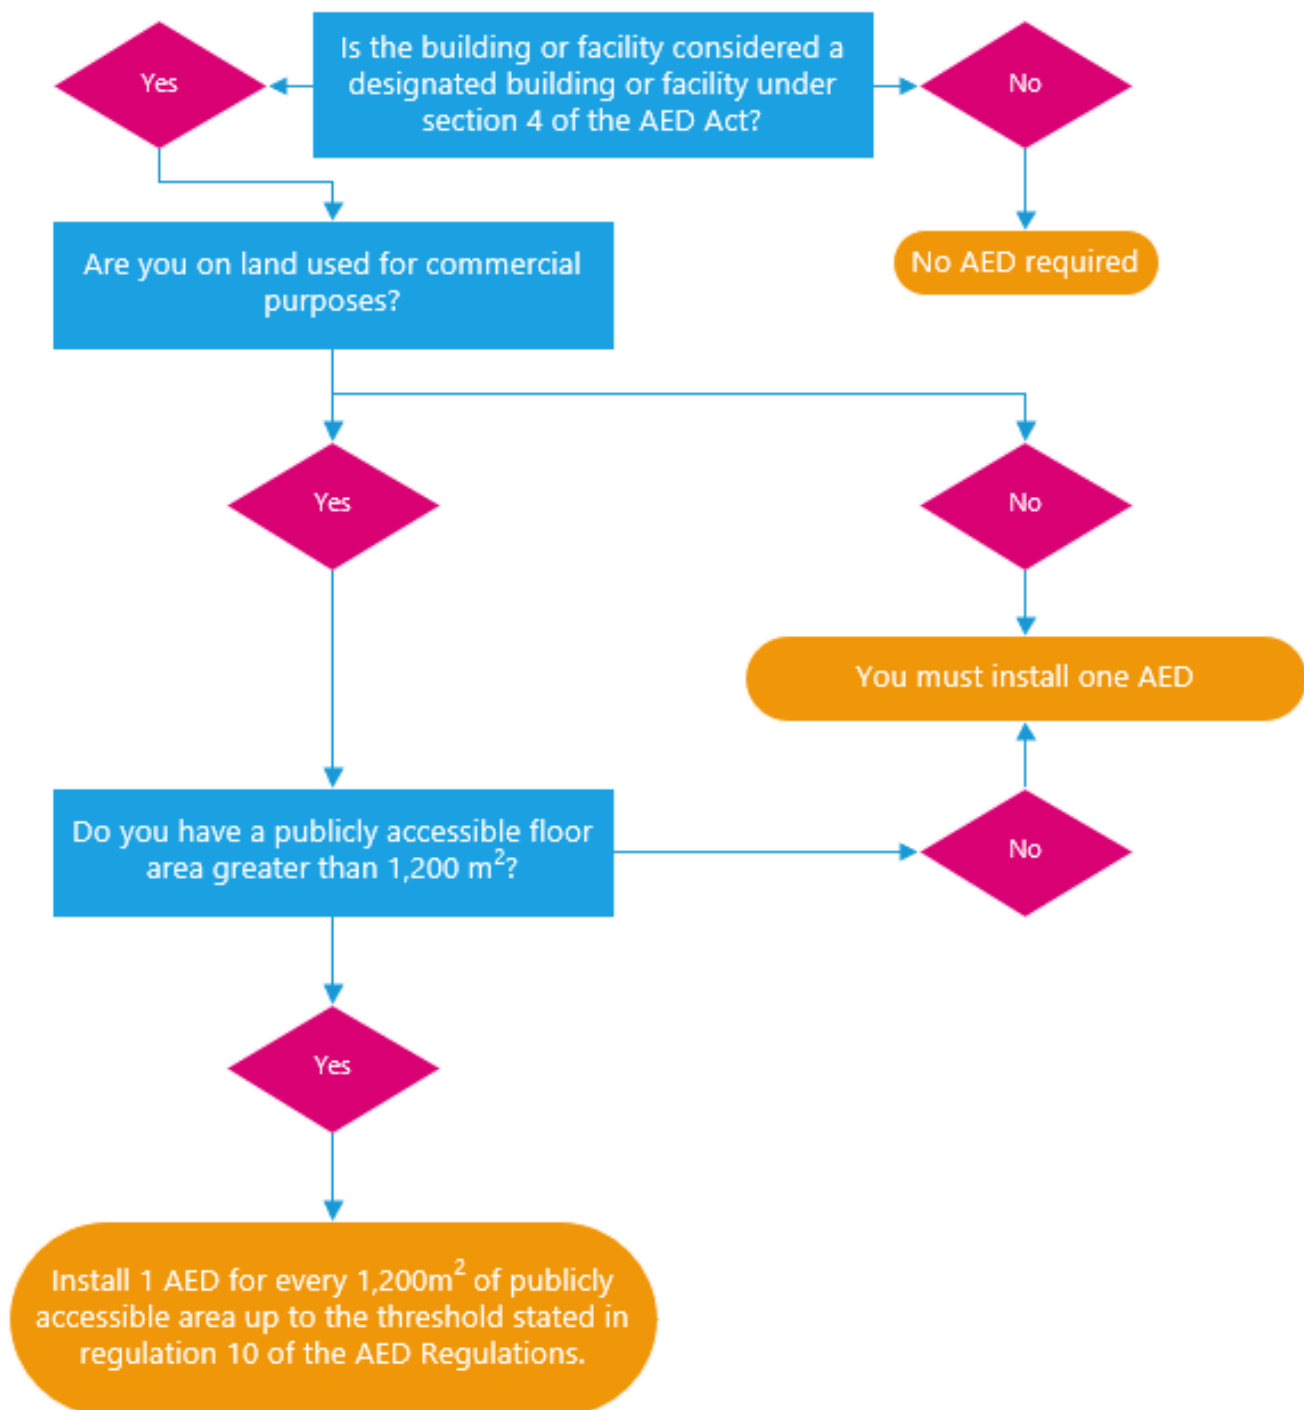 Is the building or facility considered a
designated building or facility under
section 4 of the AED Act?
Yes
No
Are you on land used for commercial
purposes?
No AED required
Yes
No
You must install one AED
Do you have a publicly accessible floor
area greater than 1,200 m²?
No
Yes
Install 1 AED for every 1,200m² of publicly
accessible area up to the threshold stated in
regulation 10 of the AED Regulations.